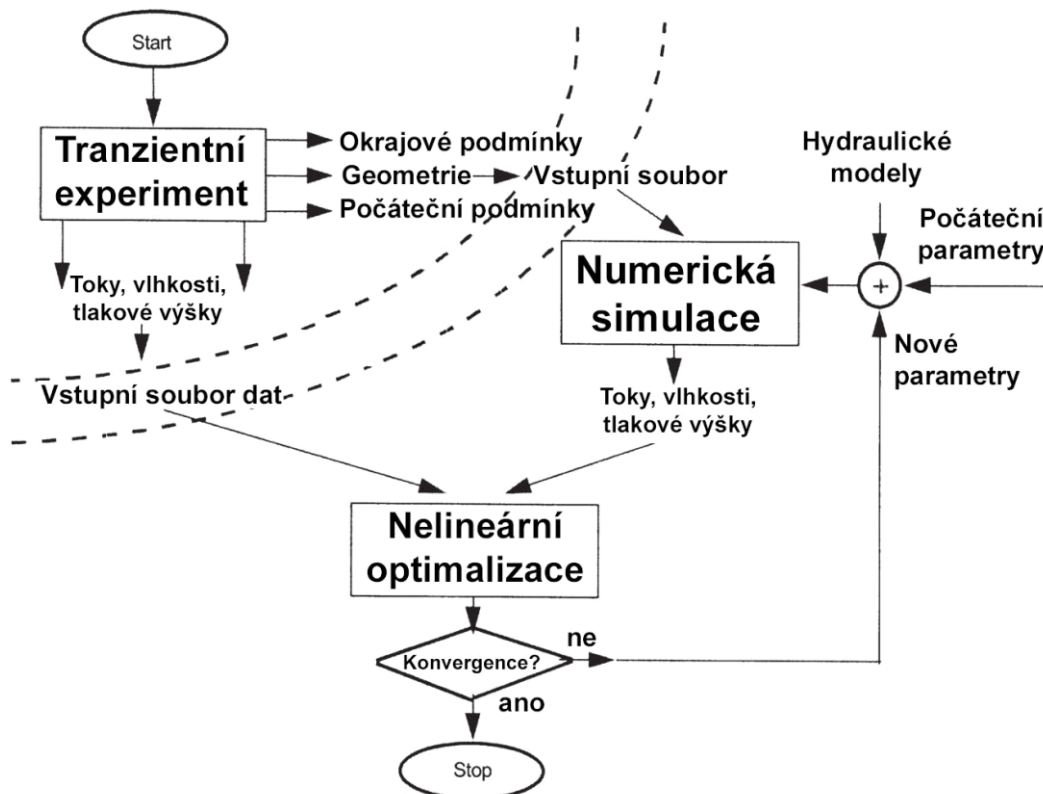 Start
Tranzientní
experiment
Okrajové podmínky
Geometrie
Počáteční podmínky
Vstupní soubor
Hydraulické
modely
Počáteční
parametry
Numerická
simulace
+
Nové
parametry
Toky, vlhkosti,
tlakové výšky
Vstupní soubor dat
Toky, vlhkosti,
tlakové výšky
Nelineární
optimalizace
Konvergence?
ne
ano
Stop